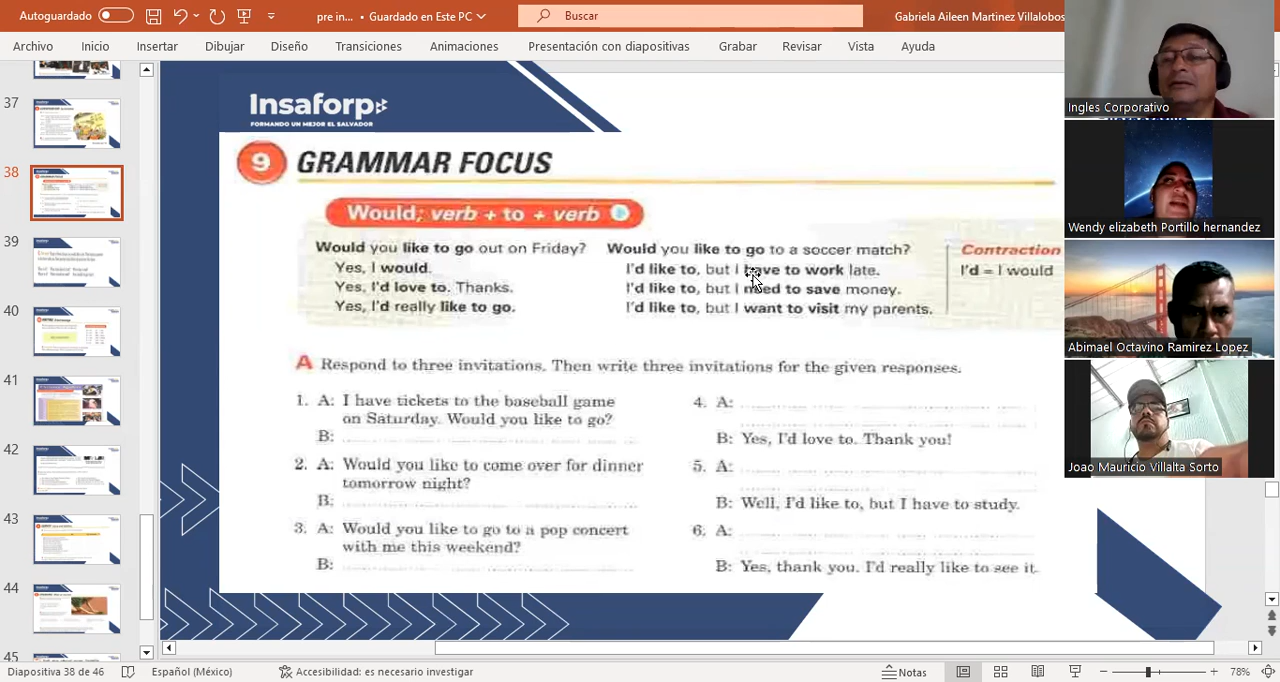 Autoguardado
pre in... • Guardado en Este PC
Buscar
Gabriela Aileen Martinez Villalobos
Archivo Inicio Insertar Dibujar Diseño Transiciones Animaciones Presentación con diapositivas Grabar Revisar Vista Ayuda
37
38
39
40
41
42
43
44
45
Insaforp
FORMANDO UN MEJOR EL SALVADOR
9 GRAMMAR FOCUS
Would; verb + to + verb
Would you like to go out on Friday?
Yes, I would.
Yes, I'd love to. Thanks.
Yes, I'd really like to go.
Would you like to go to a soccer match?
I'd like to, but I have to work late.
I'd like to, but I need to save money.
I'd like to, but I want to visit my parents.
Contraction
I'd = I would
A Respond to three invitations. Then write three invitations for the given responses.
1. A: I have tickets to the baseball game
on Saturday. Would you like to go?
B:
2. A: Would you like to come over for dinner
tomorrow night?
B:
3. A: Would you like to go to a pop concert
with me this weekend?
B:
4. A:
B: Yes, I'd love to. Thank you!
5. A:
B: Well, I'd like to, but I have to study.
6. A:
B: Yes, thank you. I'd really like to see it.
Ingles Corporativo
Wendy elizabeth Portillo hernandez
Abimael Octavino Ramirez Lopez
Joao Mauricio Villalta Sorto
Diapositiva 38 de 46
Español (México)
Accesibilidad: es necesario investigar
Notas
78%